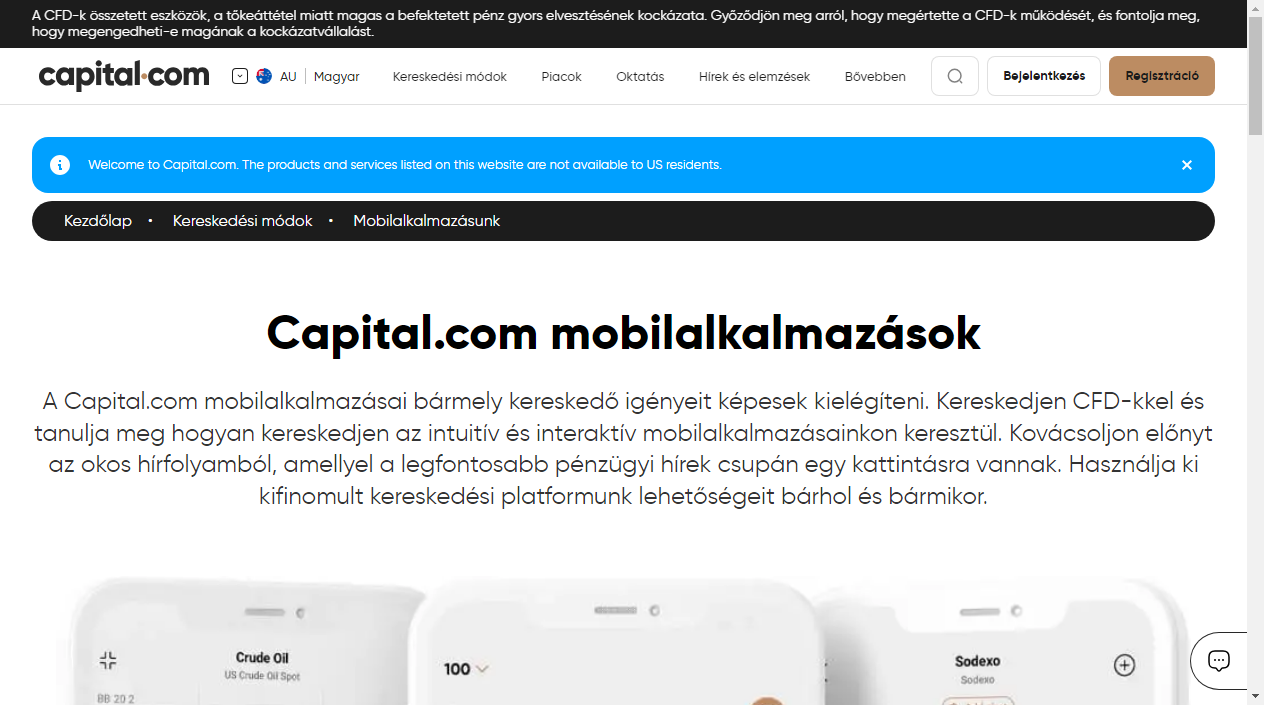 A CFD-k összetett eszközök, a tőkeáttétel miatt magas a befektetett pénz gyors elvesztésének kockázata. Győződjön meg arról, hogy megértette a CFD-k működését, és fontolja meg,
hogy megengedheti-e magának a kockázatvállalást.
capital.com
AU Magyar Kereskedési módok Piacok Oktatás Hírek és elemzések Bővebben Bejelentkezés Regisztráció
Welcome to Capital.com. The products and services listed on this website are not available to US residents.
Kezdőlap • Kereskedési módok • Mobilalkalmazásunk
Capital.com mobilalkalmazások
A Capital.com mobilalkalmazásai bármely kereskedő igényeit képesek kielégíteni. Kereskedjen CFD-kkel és
tanulja meg hogyan kereskedjen az intuitív és interaktív mobilalkalmazásainkon keresztül. Kovácsoljon előnyt
az okos hírfolyamból, amellyel a legfontosabb pénzügyi hírek csupán egy kattintásra vannak. Használja ki
kifinomult kereskedési platformunk lehetőségeit bárhol és bármikor.
Crude Oil
US Crude Oil Spot
BB 20 2
100
Sodexo
Sodexo